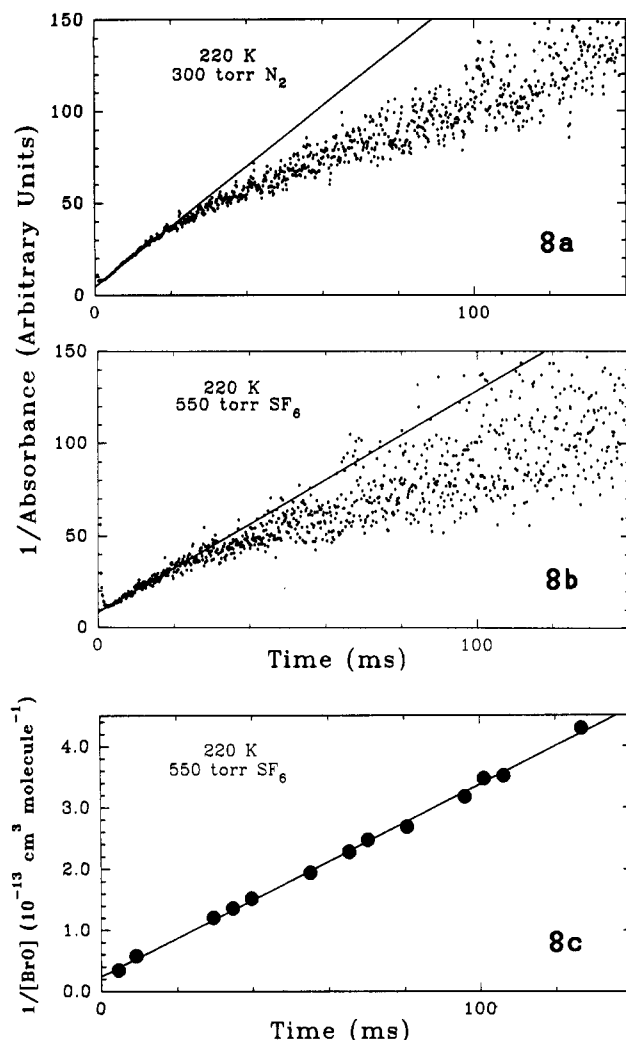 150
100
50
0
220 K
300 torr N₂
8a
0
100
1/Absorbance (Arbitrary Units)
150
100
50
0
220 K
550 torr SF₆
8b
0
100
Time (ms)
1/[BrO] (10⁻¹³ cm³ molecule⁻¹)
4.0
3.0
2.0
1.0
0.0
220 K
550 torr SF₆
8c
0
100
Time (ms)